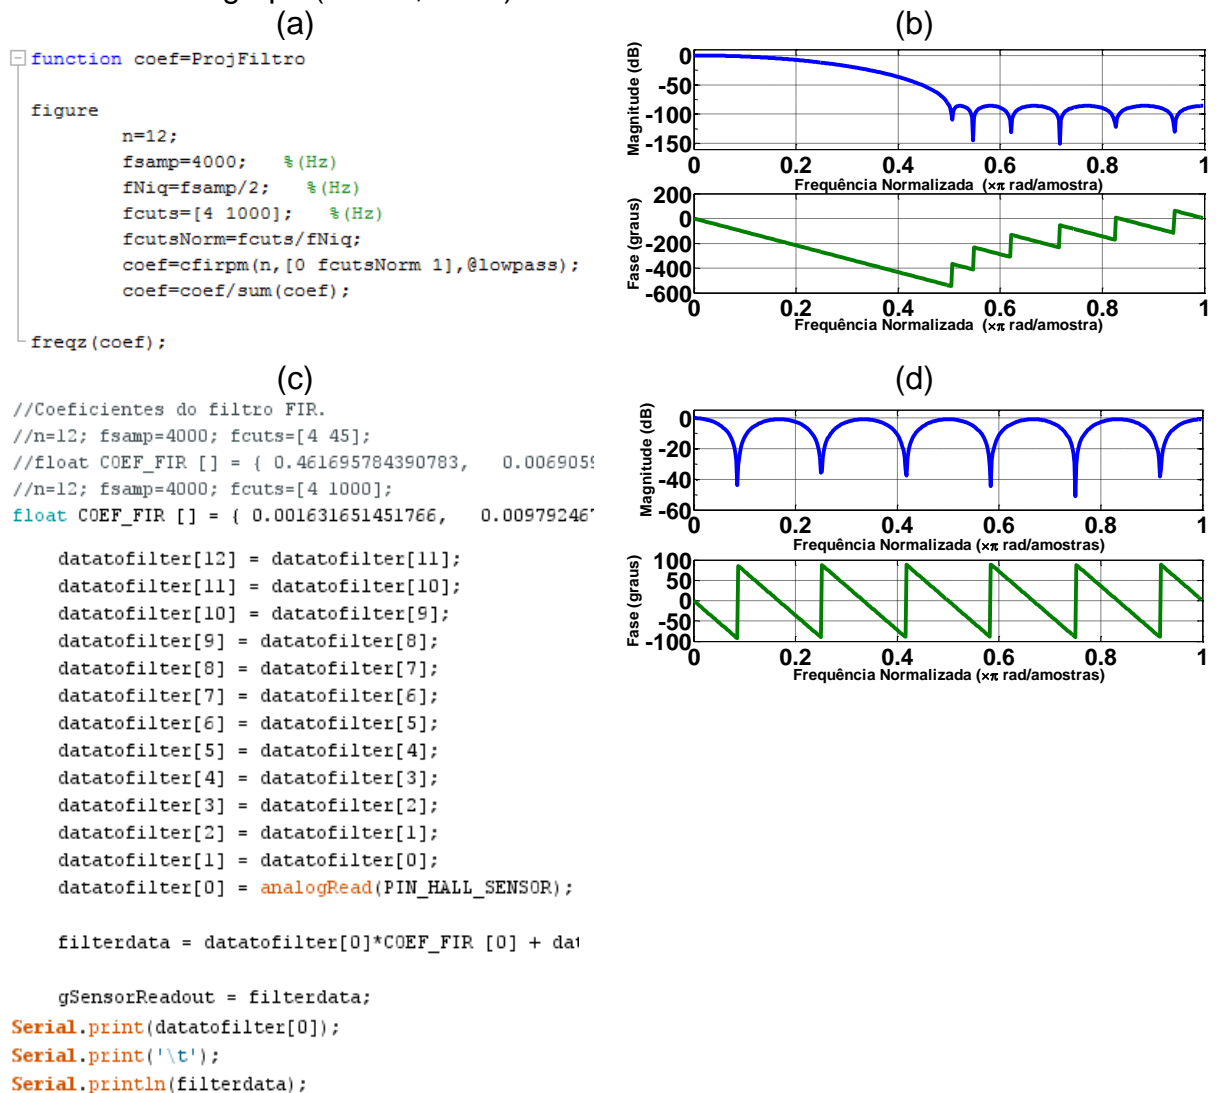 (a)
function coef=ProjFiltro
figure
n=12;
fsamp=4000; %(Hz)
fNiq=fsamp/2; %(Hz)
fcuts=[4 1000]; %(Hz)
fcutsNorm=fcuts/fNiq;
coef=cfirpm(n,[0 fcutsNorm 1],@lowpass);
coef=coef/sum(coef);
freqz(coef);
(b)
Magnitude (dB)
0
-50
-100
-150
0 0.2 0.4 0.6 0.8 1
Frequência Normalizada (×π rad/amostra)
Fase (graus)
200
0
-200
-400
-600
0 0.2 0.4 0.6 0.8 1
Frequência Normalizada (×π rad/amostra)
(c)
//Coeficientes do filtro FIR.
//n=12; fsamp=4000; fcuts=[4 45];
//float COEF_FIR [] = { 0.461695784390783, 0.0069059
//n=12; fsamp=4000; fcuts=[4 1000];
float COEF_FIR [] = { 0.001631651451766, 0.00979246
datatofilter[12] = datatofilter[11];
datatofilter[11] = datatofilter[10];
datatofilter[10] = datatofilter[9];
datatofilter[9] = datatofilter[8];
datatofilter[8] = datatofilter[7];
datatofilter[7] = datatofilter[6];
datatofilter[6] = datatofilter[5];
datatofilter[5] = datatofilter[4];
datatofilter[4] = datatofilter[3];
datatofilter[3] = datatofilter[2];
datatofilter[2] = datatofilter[1];
datatofilter[1] = datatofilter[0];
datatofilter[0] = analogRead(PIN_HALL_SENSOR);
filterdata = datatofilter[0]*COEF_FIR [0] + dat
gSensorReadout = filterdata;
Serial.print(datatofilter[0]);
Serial.print('\t');
Serial.println(filterdata);
(d)
Magnitude (dB)
0
-20
-40
-60
0 0.2 0.4 0.6 0.8 1
Frequência Normalizada (×π rad/amostras)
Fase (graus)
100
50
0
-50
-100
0 0.2 0.4 0.6 0.8 1
Frequência Normalizada (×π rad/amostras)